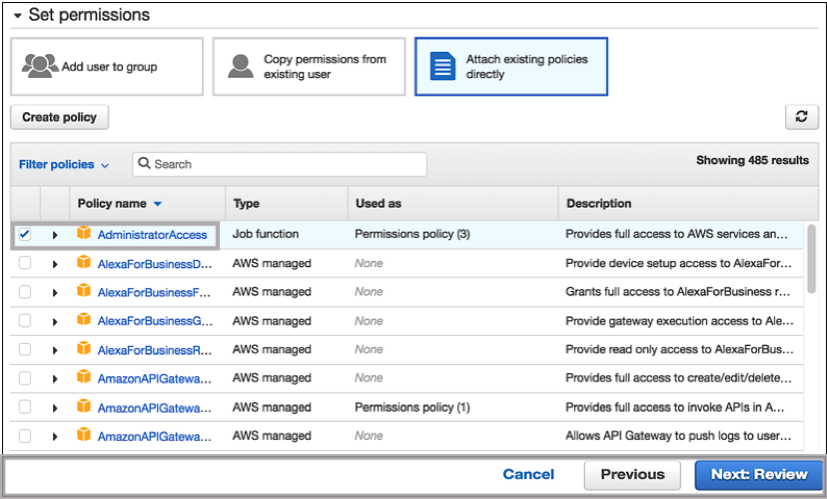 Set permissions
Add user to group
Copy permissions from
existing user
Attach existing policies
directly
Create policy
Filter policies
Search
Showing 485 results
Policy name Type Used as Description
AdministratorAccess Job function Permissions policy (3) Provides full access to AWS services an...
AlexaForBusinessD... AWS managed None Provide device setup access to AlexaFor...
AlexaForBusinessF... AWS managed None Grants full access to AlexaForBusiness r...
AlexaForBusinessG... AWS managed None Provide gateway execution access to Ale...
AlexaForBusinessR... AWS managed None Provide read only access to AlexaForBus...
AmazonAPIGatewa... AWS managed None Provides full access to create/edit/delete...
AmazonAPIGatewa... AWS managed Permissions policy (1) Provides full access to invoke APIs in A...
AmazonAPIGatewa... AWS managed None Allows API Gateway to push logs to user...
Cancel Previous Next: Review